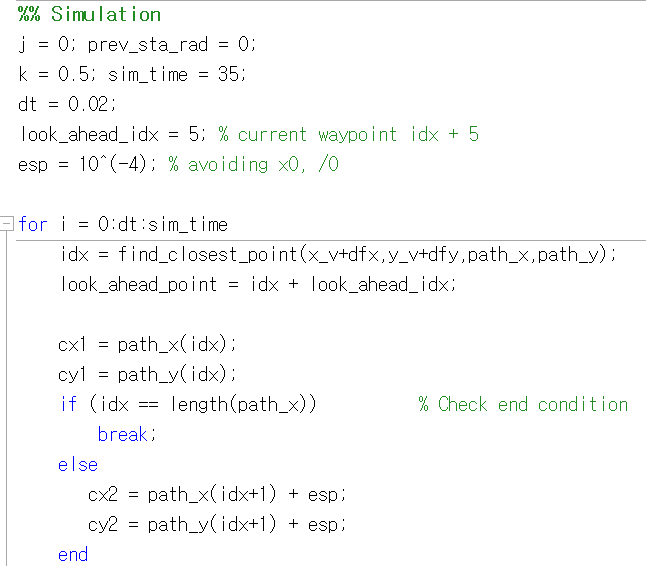 %% Simulation
j = 0; prev_sta_rad = 0;
k = 0.5; sim_time = 35;
dt = 0.02;
look_ahead_idx = 5; % current waypoint idx + 5
esp = 10^(-4); % avoiding x0, /0
for i = 0:dt:sim_time
idx = find_closest_point(x_v+dfx,y_v+dfy,path_x,path_y);
look_ahead_point = idx + look_ahead_idx;
cx1 = path_x(idx);
cy1 = path_y(idx);
if (idx == length(path_x)) % Check end condition
break;
else
cx2 = path_x(idx+1) + esp;
cy2 = path_y(idx+1) + esp;
end